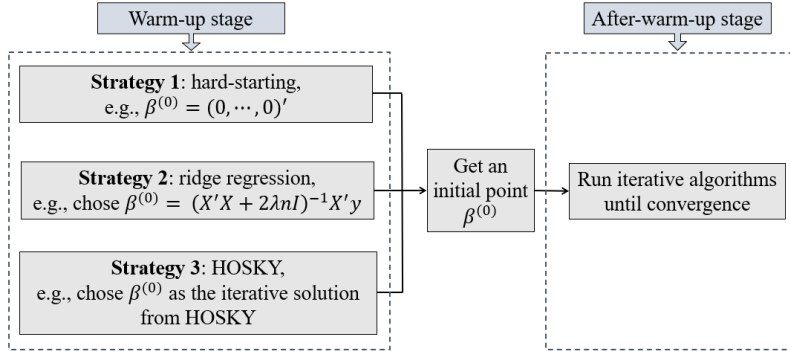 Warm-up stage
After-warm-up stage
Strategy 1: hard-starting,
e.g., β⁽⁰⁾ = (0, ⋯, 0)′
Strategy 2: ridge regression,
e.g., chose β⁽⁰⁾ = (X′X + 2λnI)⁻¹X′y
Strategy 3: HOSKY,
e.g., chose β⁽⁰⁾ as the iterative solution
from HOSKY
Get an
initial point
β⁽⁰⁾
Run iterative algorithms
until convergence